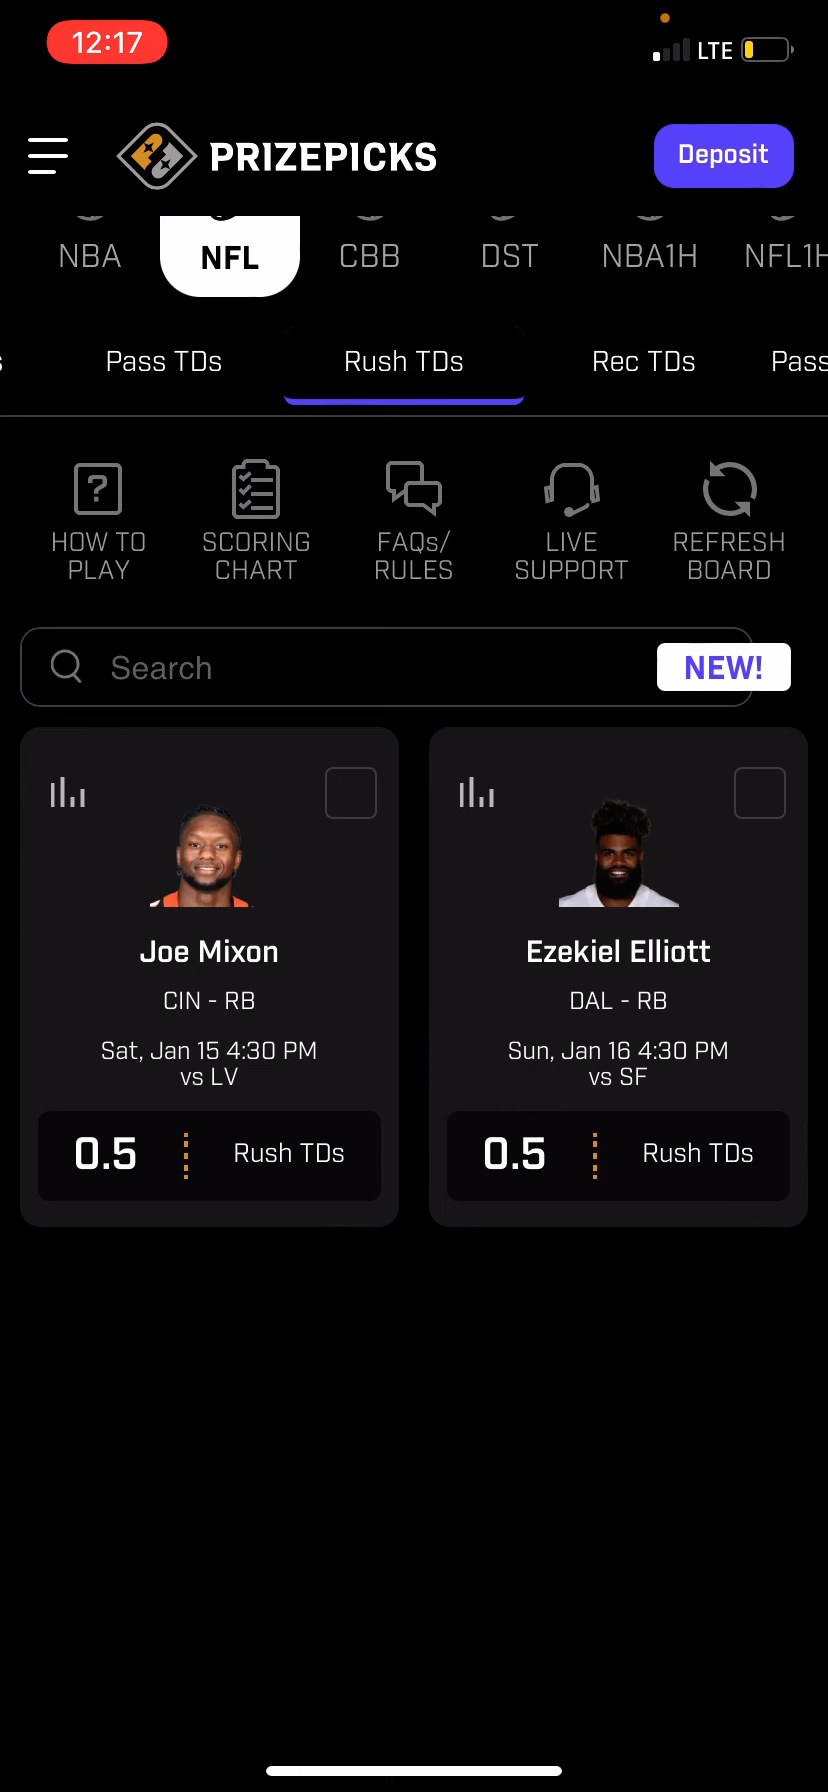 12:17
LTE
PRIZEPICKS
Deposit
NBA
NFL
CBB
DST
NBA1H
NFL1H
Pass TDs
Rush TDs
Rec TDs
Pass
?
HOW TO
PLAY
SCORING
CHART
FAQs/
RULES
LIVE
SUPPORT
REFRESH
BOARD
Search
NEW!
Joe Mixon
CIN - RB
Sat, Jan 15 4:30 PM
vs LV
0.5
Rush TDs
Ezekiel Elliott
DAL - RB
Sun, Jan 16 4:30 PM
vs SF
0.5
Rush TDs